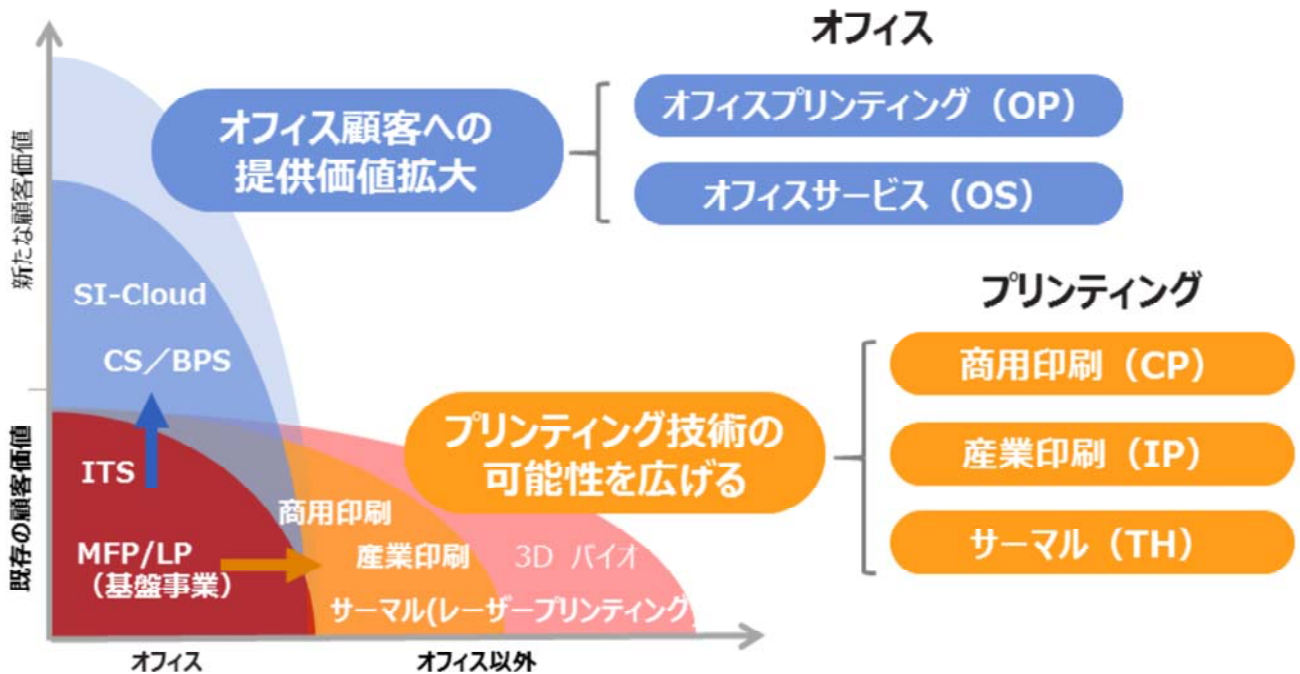 オフィス
オフィス顧客への
提供価値拡大
オフィスプリンティング（OP）
オフィスサービス（OS）
新たな顧客価値
SI-Cloud
CS／BPS
プリンティング
プリンティング技術の
可能性を広げる
商用印刷（CP）
産業印刷（IP）
サーマル（TH）
既存の顧客価値
ITS
MFP/LP
（基盤事業）
商用印刷
産業印刷
3D バイオ
サーマル(レーザープリンティング)
オフィス
オフィス以外